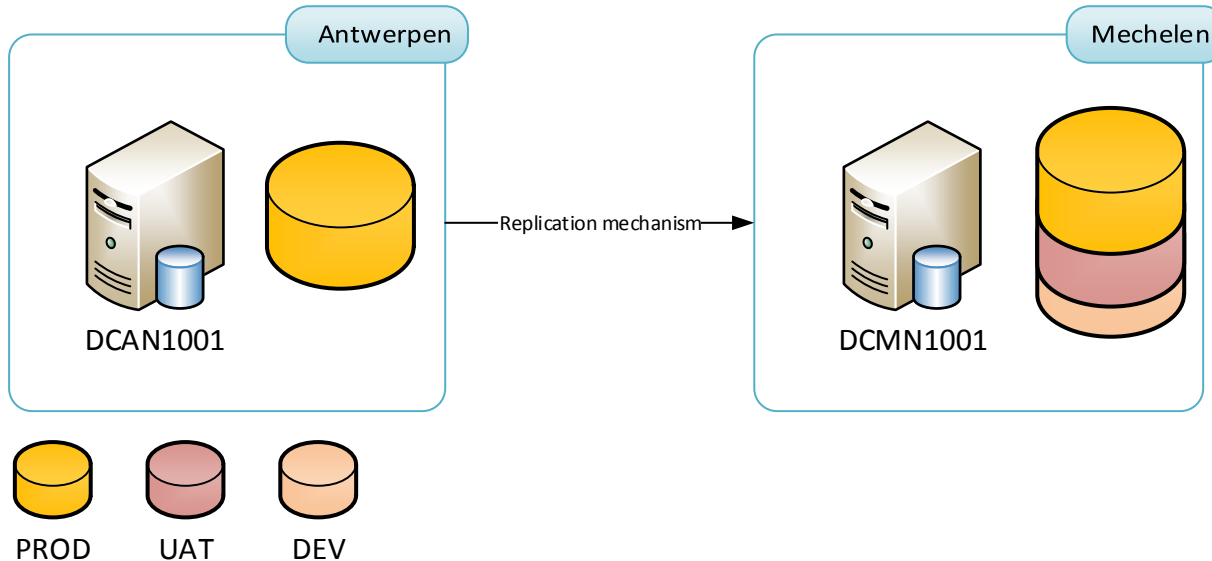 Antwerpen
Mechelen
Replication mechanism
DCAN1001
DCMN1001
PROD
UAT
DEV